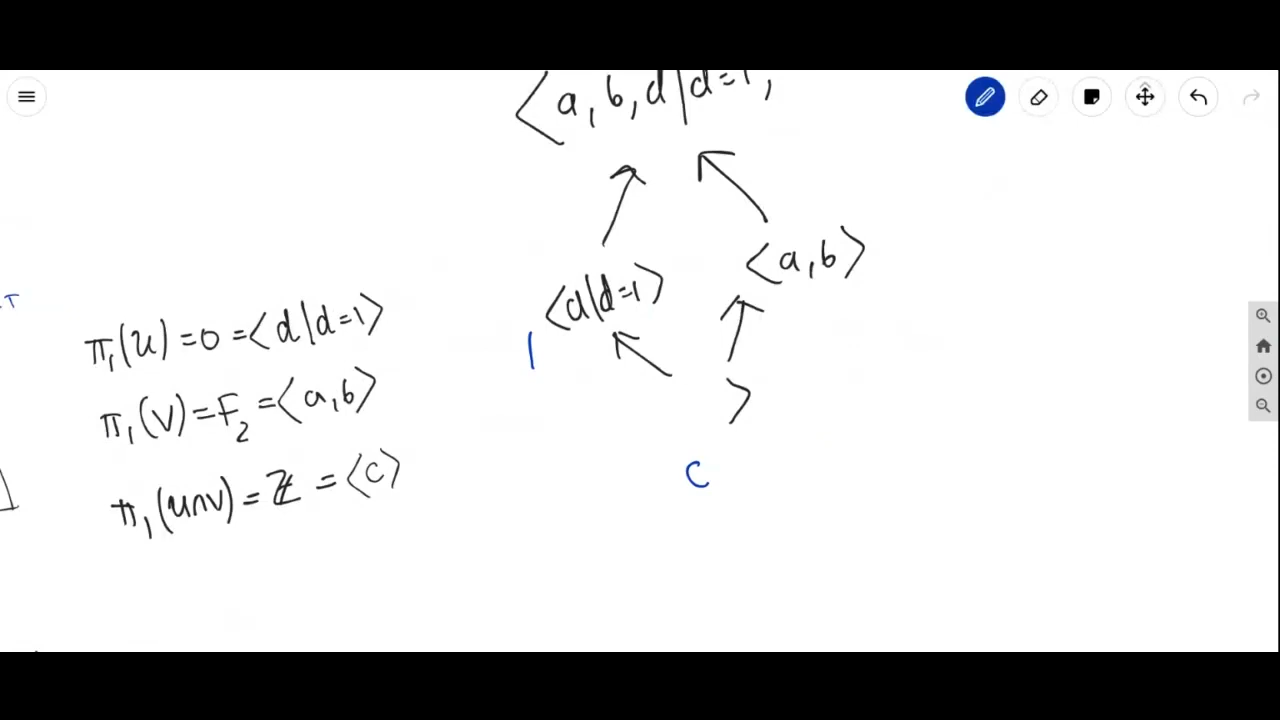 ⟨a, b, d | d=1,
⟨a, b⟩
⟨d | d=1⟩
π₁(U) = 0 = ⟨d | d=1⟩
1
π₁(V) = F₂ = ⟨a, b⟩
⟩
π₁(U∩V) = ℤ = ⟨c⟩
c